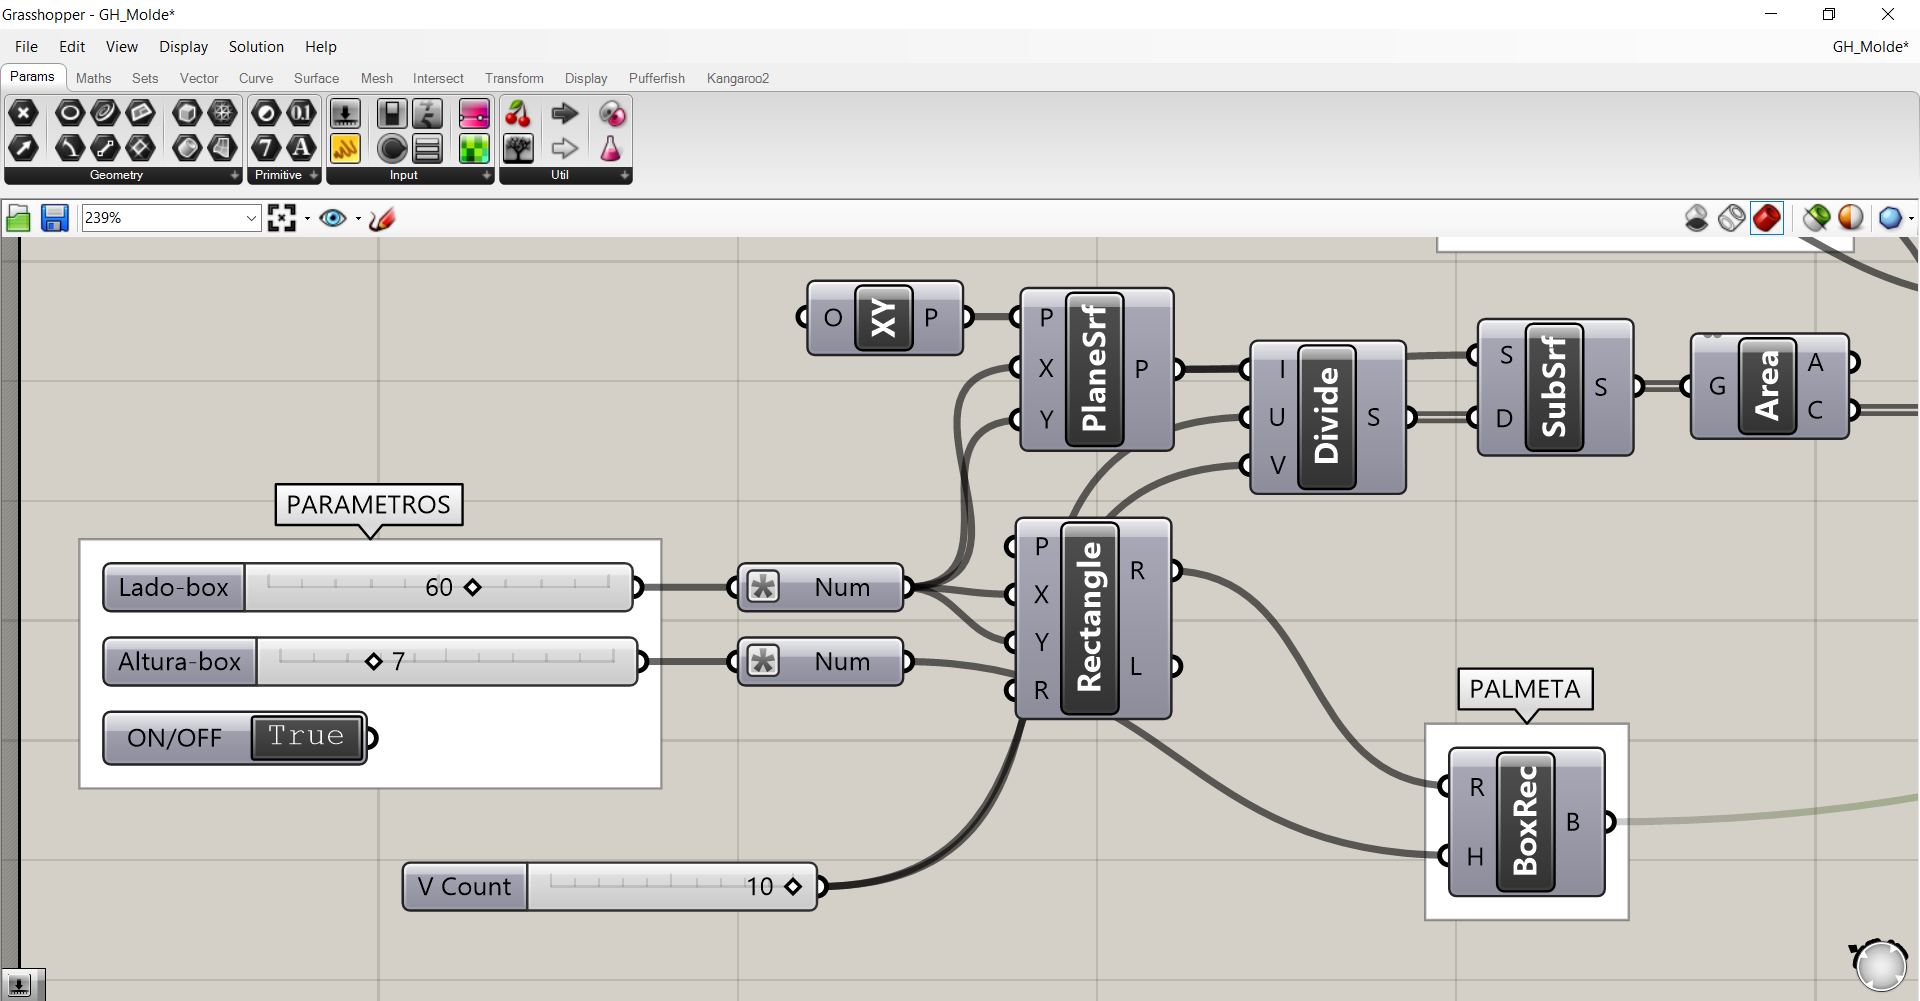 Grasshopper - GH_Molde*
File Edit View Display Solution Help
GH_Molde*
Params Maths Sets Vector Curve Surface Mesh Intersect Transform Display Pufferfish Kangaroo2
0.1
7 A
Geometry Primitive Input Util
239%
O XY P
P X Y PlaneSrf P
I U V Divide S
S D SubSrf S
G Area A C
PARAMETROS
Lado-box 60
Num
Altura-box 7
Num
ON/OFF True
P X Y R Rectangle R L
PALMETA
R H BoxRec B
V Count 10